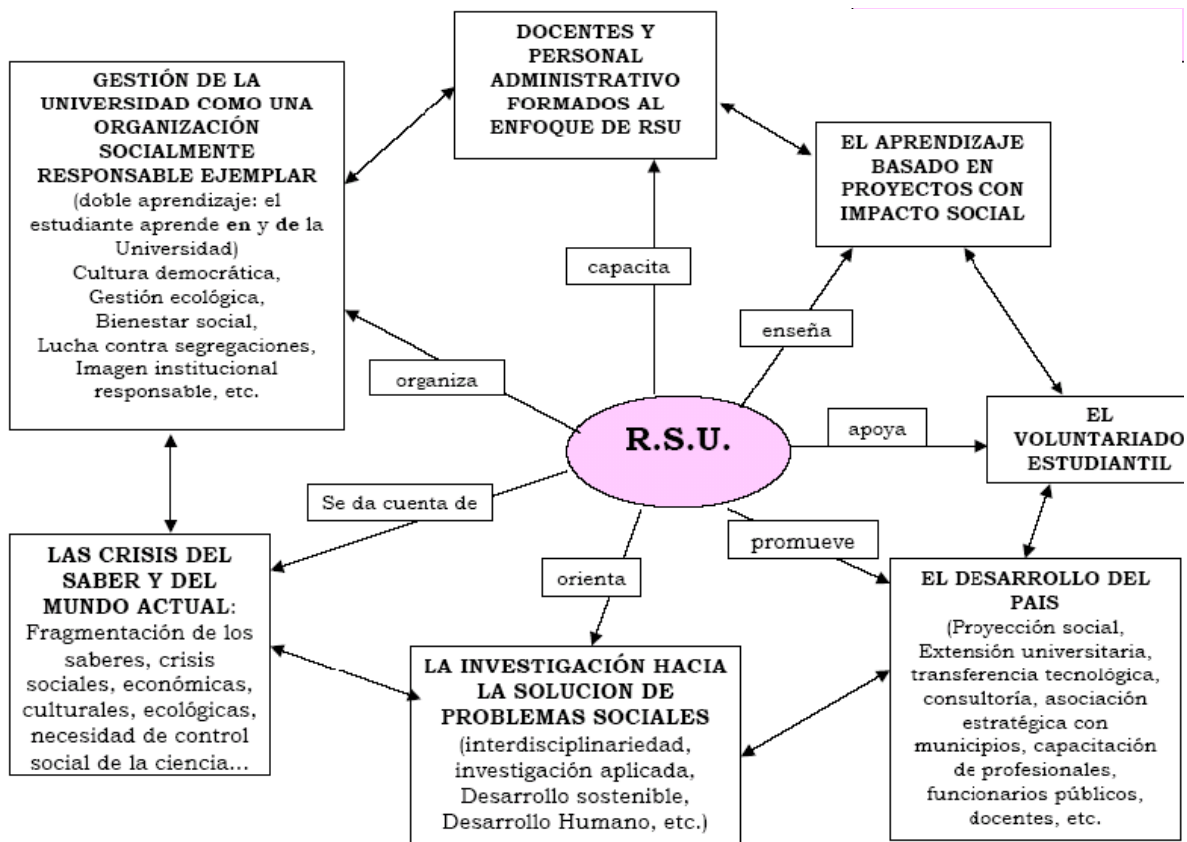 DOCENTES Y
PERSONAL
ADMINISTRATIVO
FORMADOS AL
ENFOQUE DE RSU
GESTIÓN DE LA
UNIVERSIDAD COMO UNA
ORGANIZACIÓN
SOCIALMENTE
RESPONSABLE EJEMPLAR
(doble aprendizaje: el
estudiante aprende en y de la
Universidad)
Cultura democrática,
Gestión ecológica,
Bienestar social,
Lucha contra segregaciones,
Imagen institucional
responsable, etc.
EL APRENDIZAJE
BASADO EN
PROYECTOS CON
IMPACTO SOCIAL
capacita
enseña
organiza
R.S.U.
apoya
EL
VOLUNTARIADO
ESTUDIANTIL
Se da cuenta de
orienta
promueve
LAS CRISIS DEL
SABER Y DEL
MUNDO ACTUAL:
Fragmentación de los
saberes, crisis
sociales, económicas,
culturales, ecológicas,
necesidad de control
social de la ciencia...
LA INVESTIGACIÓN HACIA
LA SOLUCION DE
PROBLEMAS SOCIALES
(interdisciplinariedad,
investigación aplicada,
Desarrollo sostenible,
Desarrollo Humano, etc.)
EL DESARROLLO DEL
PAIS
(Proyección social,
Extensión universitaria,
transferencia tecnológica,
consultoría, asociación
estratégica con
municipios, capacitación
de profesionales,
funcionarios públicos,
docentes, etc.